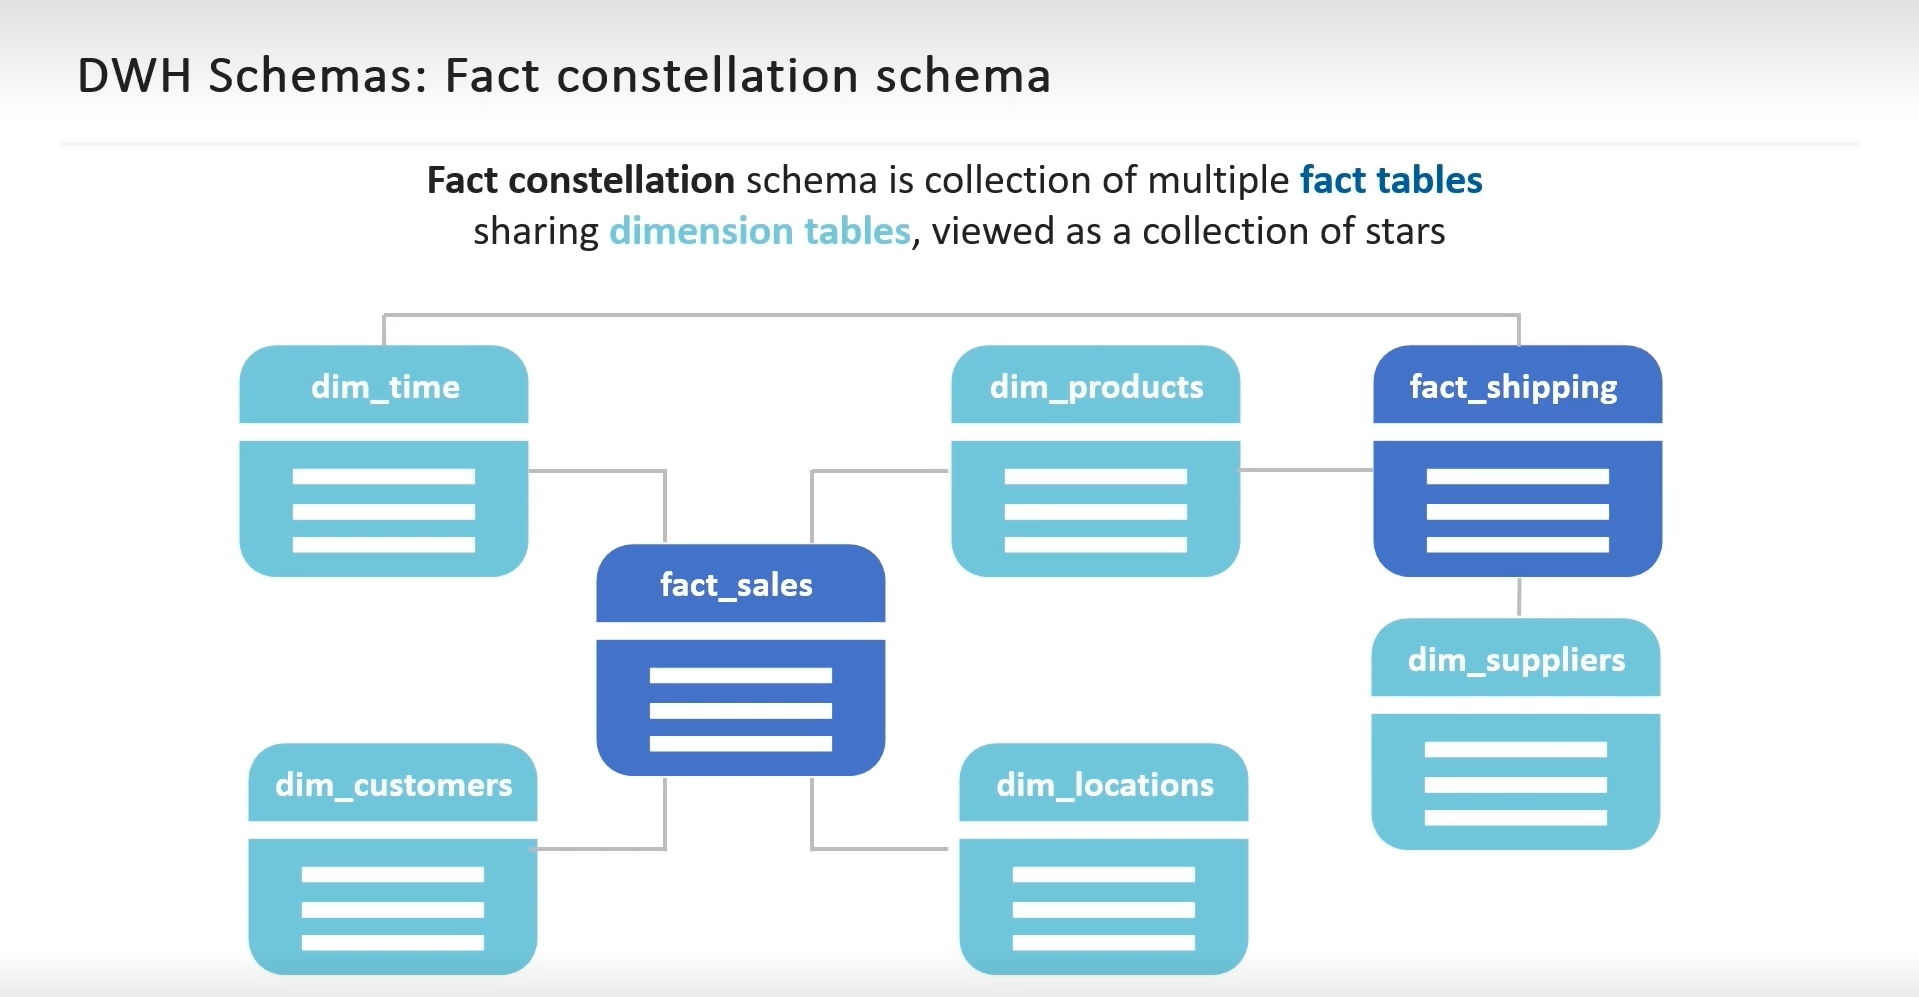 DWH Schemas: Fact constellation schema
Fact constellation schema is collection of multiple fact tables
sharing dimension tables, viewed as a collection of stars
dim_time
dim_products
fact_shipping
fact_sales
dim_suppliers
dim_customers
dim_locations